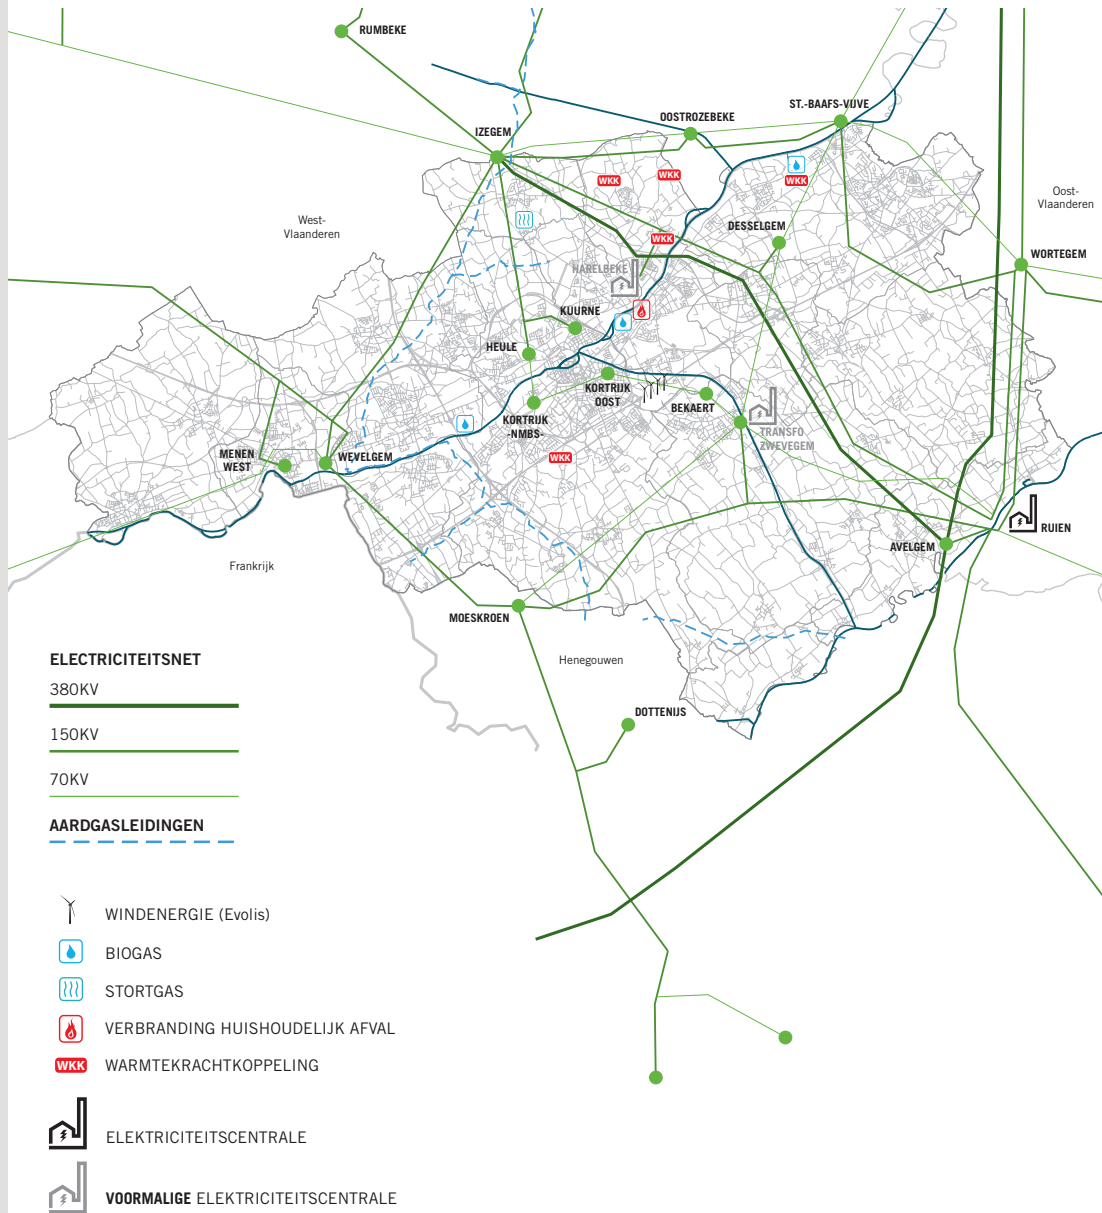 RUMBEKE
ST.-BAAFS-VIJVE
OOSTROZEBEKE
IZEGEM
WKK
WKK
WKK
Oost-
Vlaanderen
West-
Vlaanderen
DESSELGEM
WKK
WORTEGEM
HARELBEKE
KUURNE
HEULE
KORTRIJK
OOST
BEKAERT
KORTRIJK
-NMBS-
TRANSFO
ZWEVEGEM
MENEN
WEST
WEVELGEM
WKK
RUIEN
AVELGEM
Frankrijk
MOESKROEN
Henegouwen
DOTTENIJS
ELECTRICITEITSNET
380KV
150KV
70KV
AARDGASLEIDINGEN
WINDENERGIE (Evolis)
BIOGAS
STORTGAS
VERBRANDING HUISHOUDELIJK AFVAL
WKK WARMTEKRACHTKOPPELING
ELEKTRICITEITSCENTRALE
VOORMALIGE ELEKTRICITEITSCENTRALE